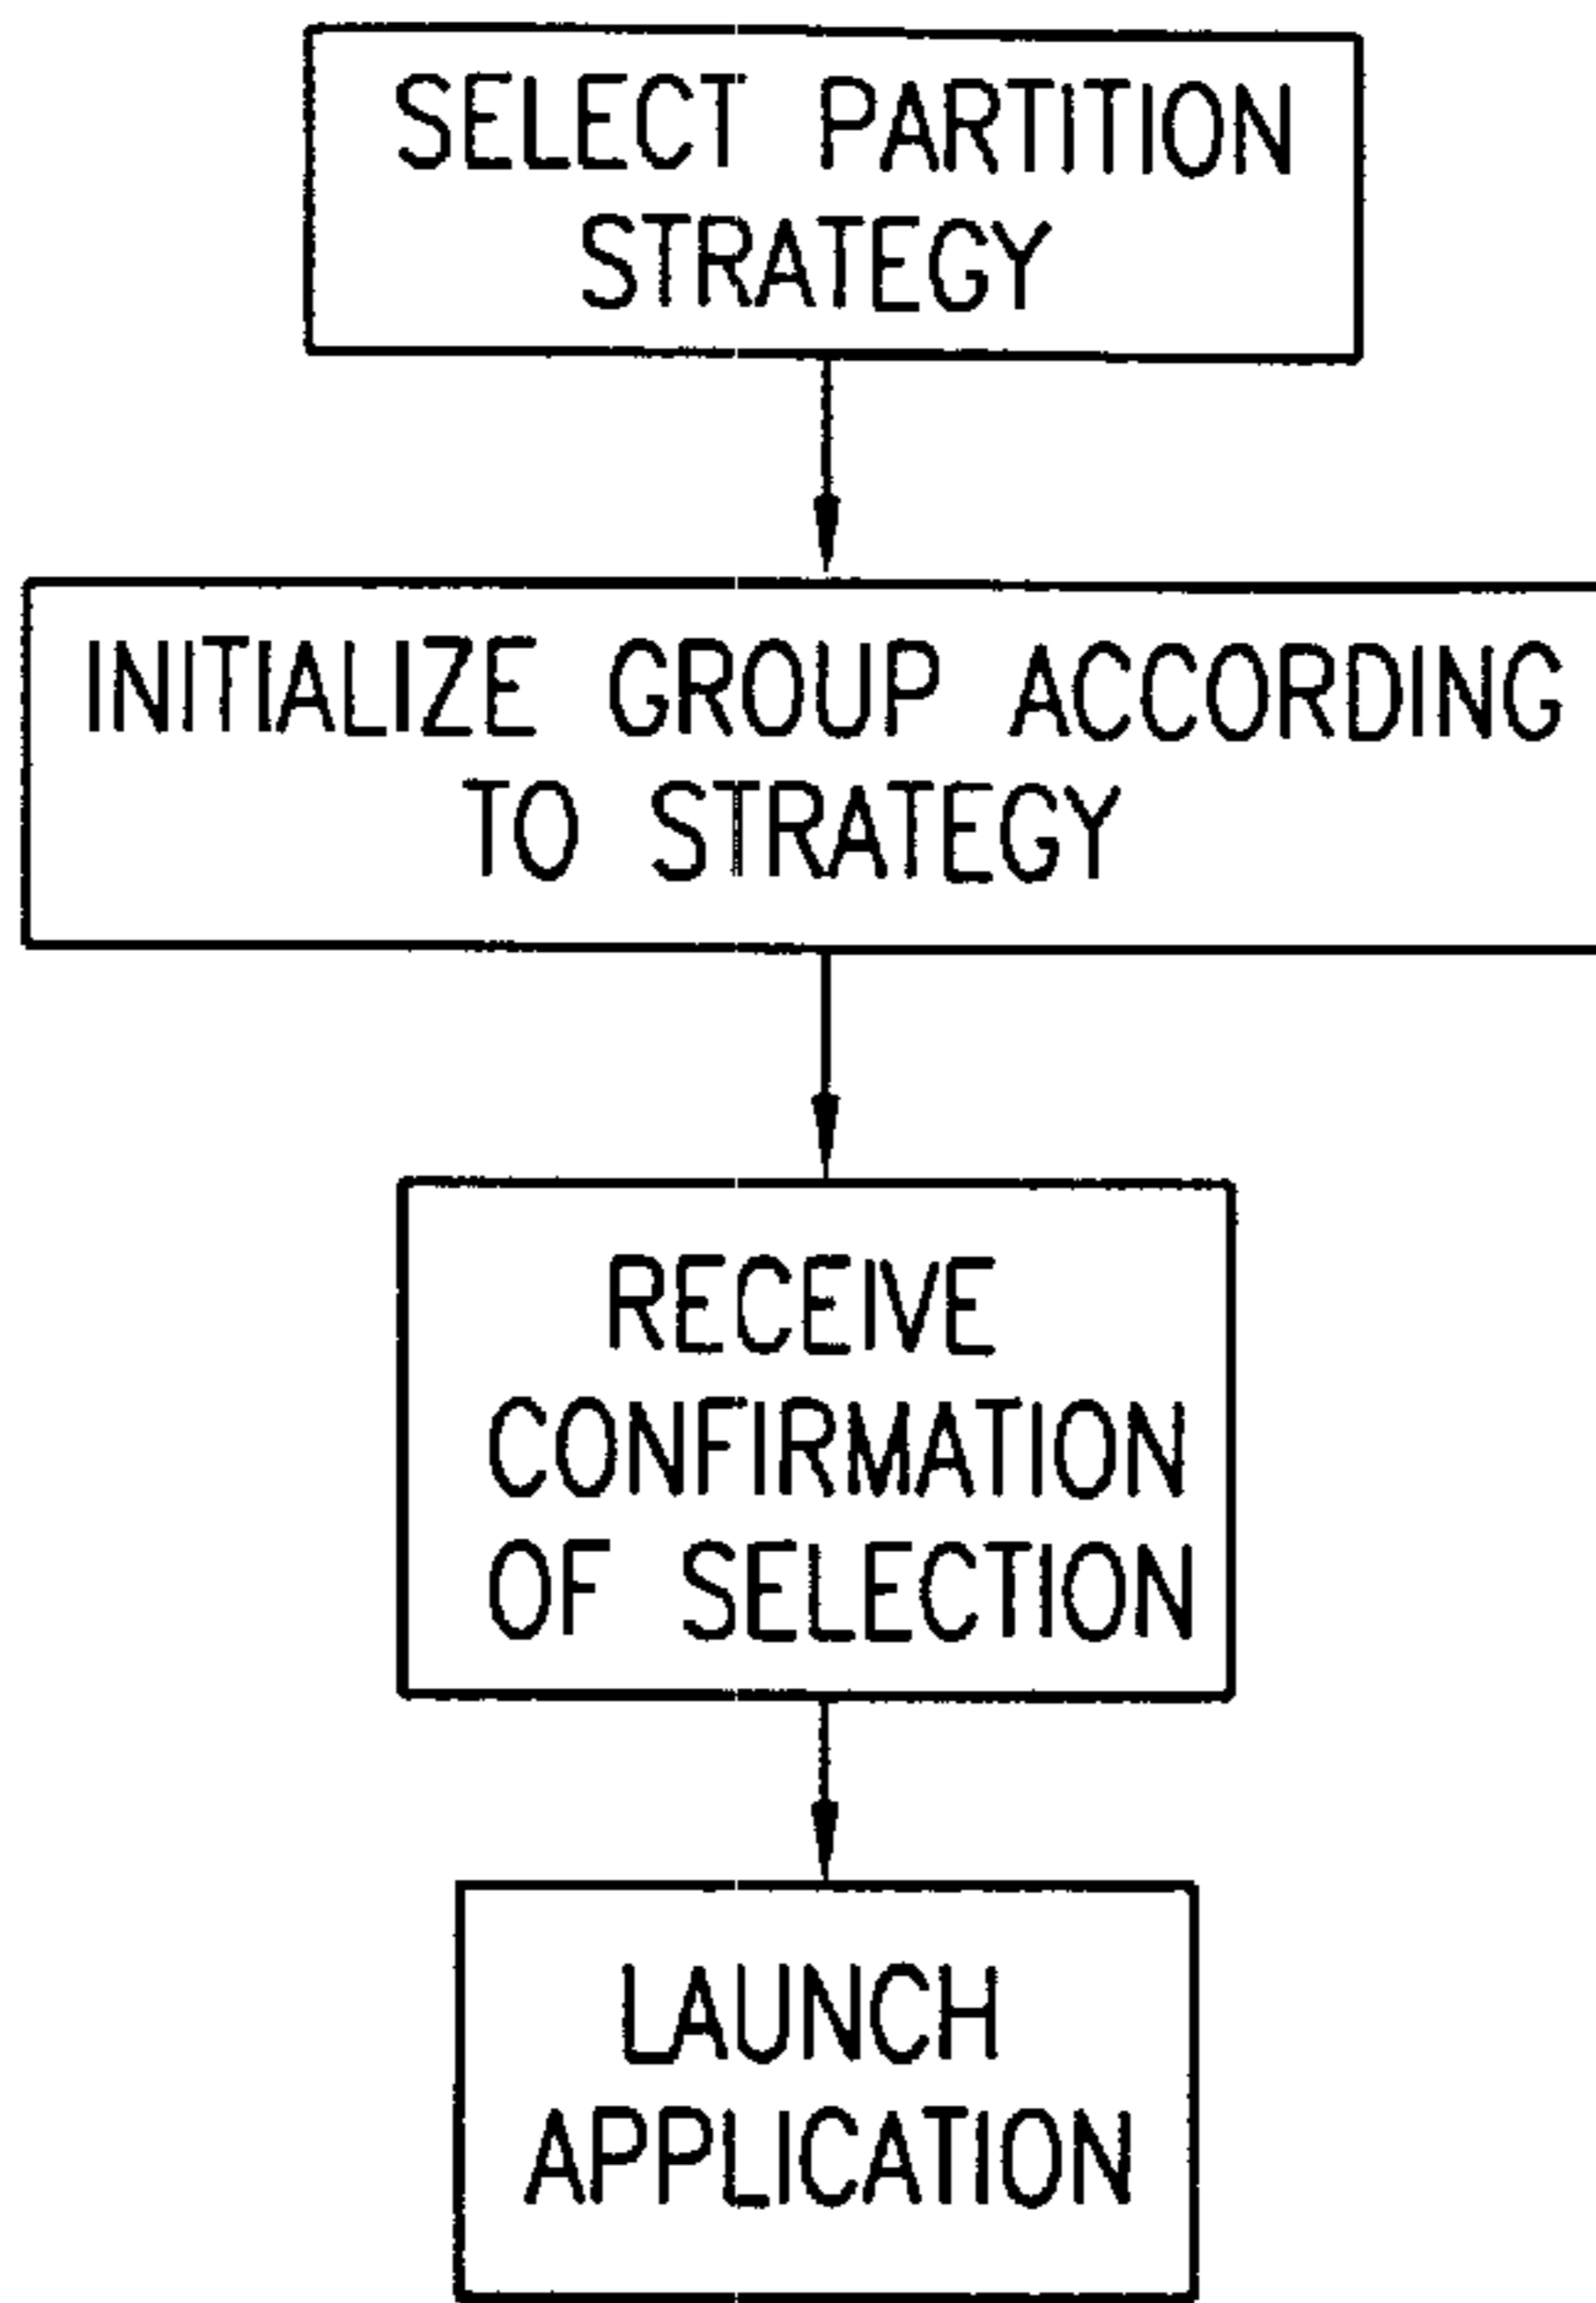 SELECT PARTITION
STRATEGY
INITIALIZE GROUP ACCORDING
TO STRATEGY
RECEIVE
CONFIRMATION
OF SELECTION
LAUNCH
APPLICATION